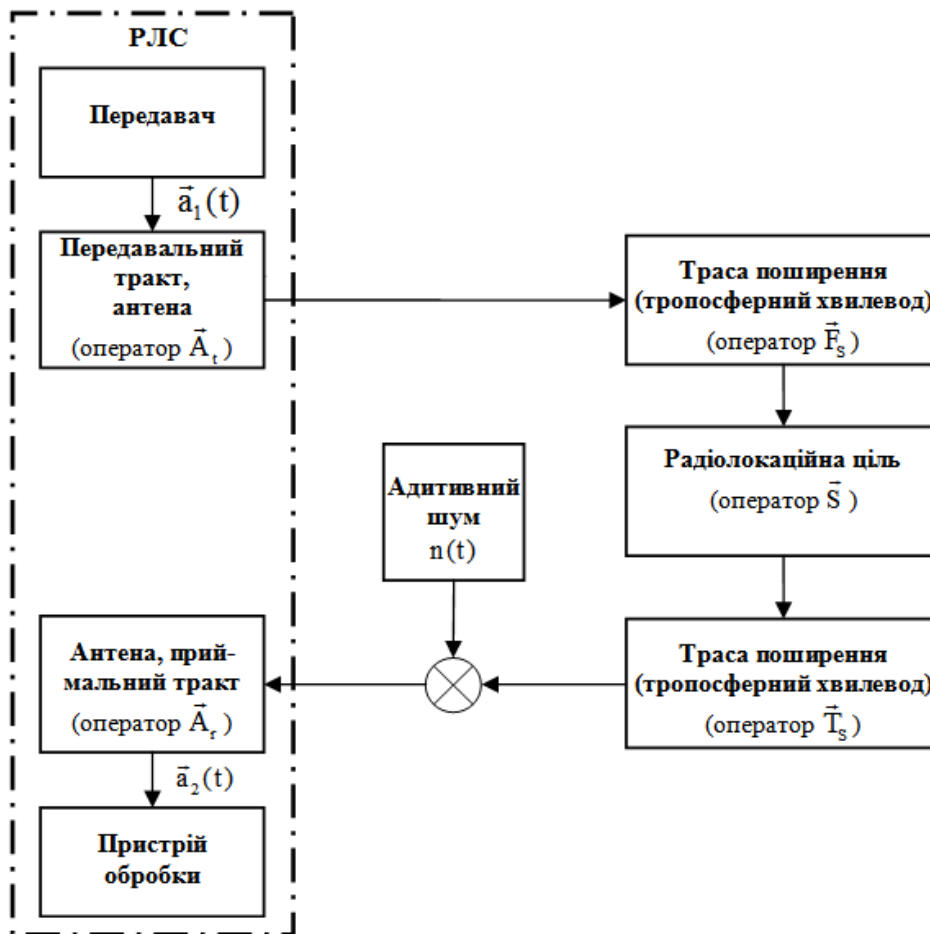 РЛС
Передавач
a⃗₁(t)
Передавальний
тракт,
антена
(оператор A⃗ₜ)
Траса поширення
(тропосферний хвилевод)
(оператор F⃗ₛ)
Радіолокаційна ціль
(оператор S⃗)
Адитивний
шум
n(t)
Траса поширення
(тропосферний хвилевод)
(оператор T⃗ₛ)
Антена, прий-
мальний тракт
(оператор A⃗ᵣ)
a⃗₂(t)
Пристрій
обробки